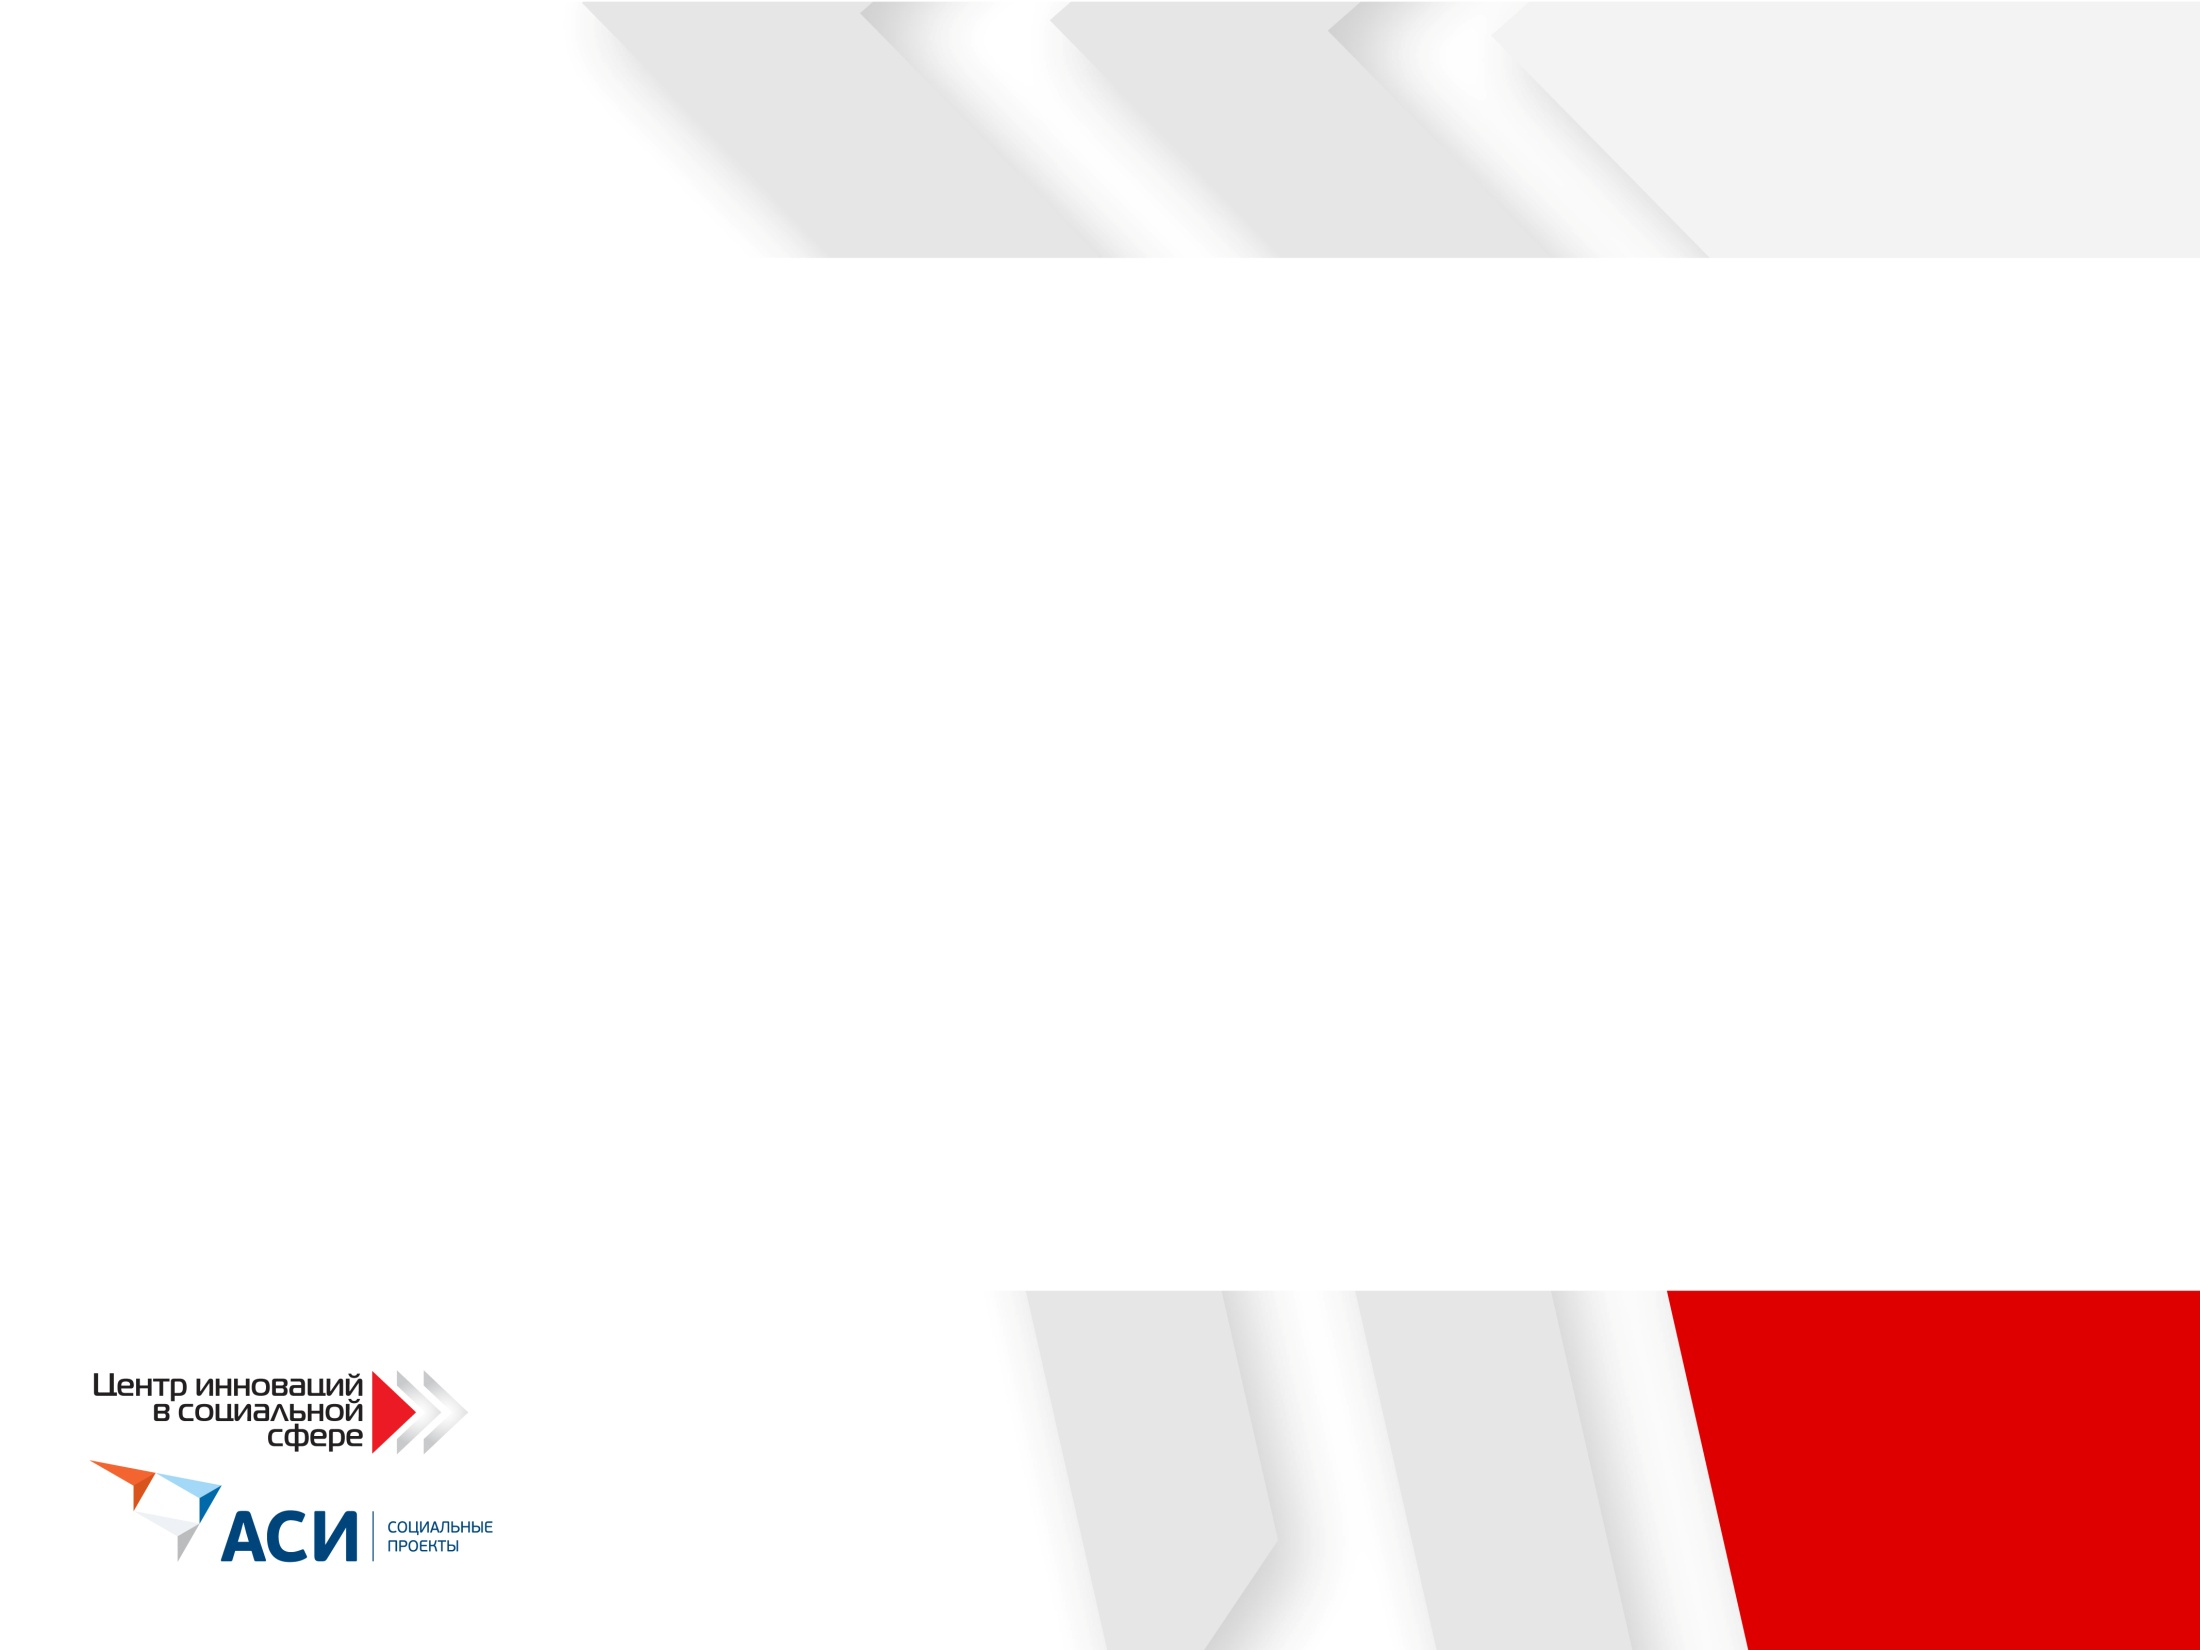 Центр инноваций
в социальной
сфере
АСИ
СОЦИАЛЬНЫЕ
ПРОЕКТЫ